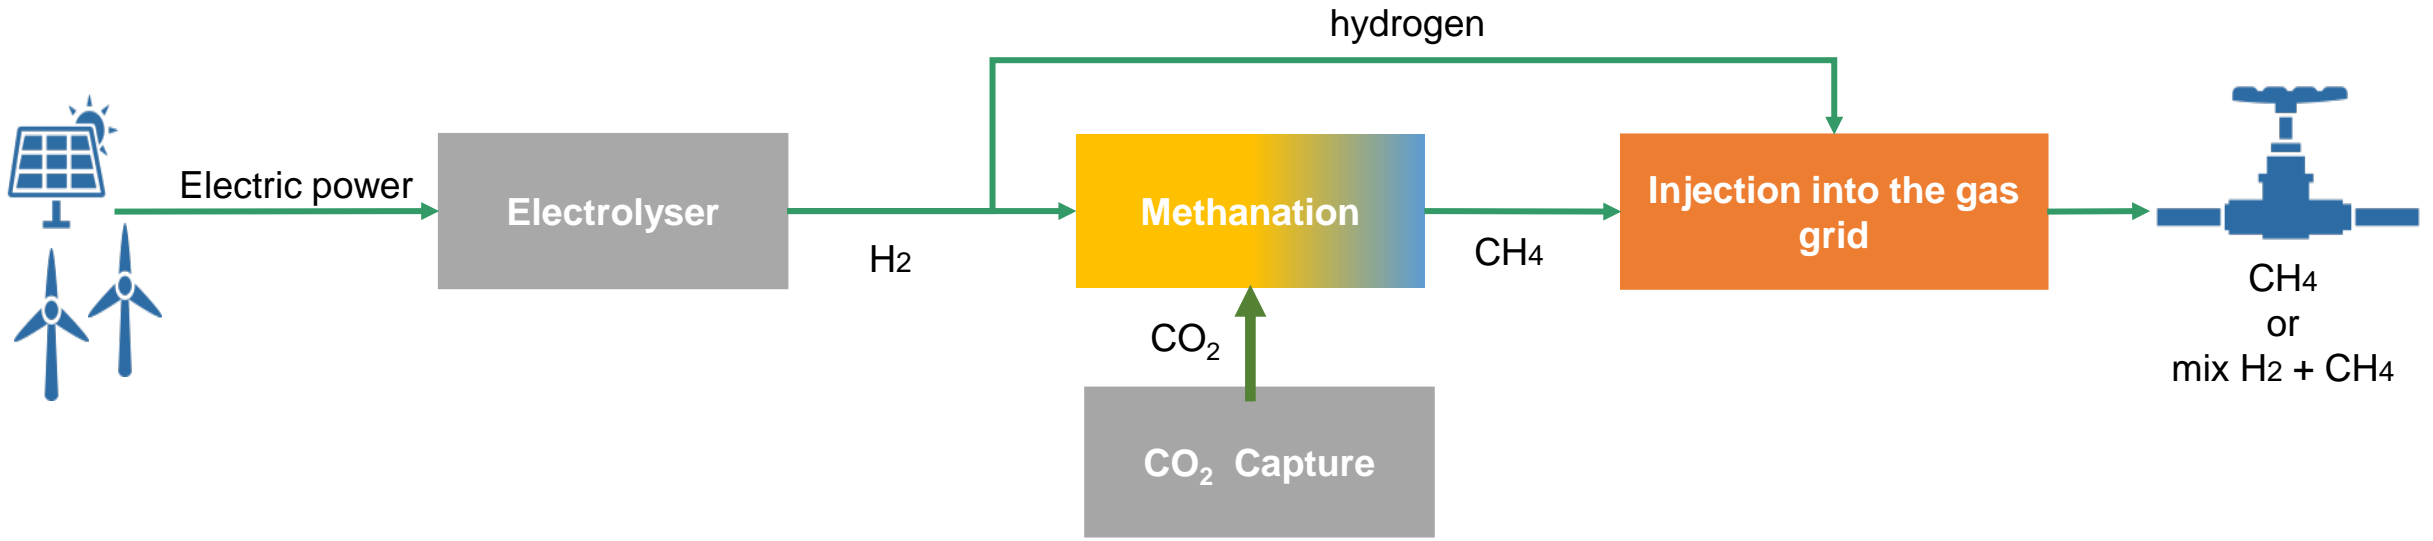 hydrogen
Electric power
Electrolyser
H2
Methanation
CH4
Injection into the gas
grid
CO₂
CO₂ Capture
CH4
or
mix H2 + CH4